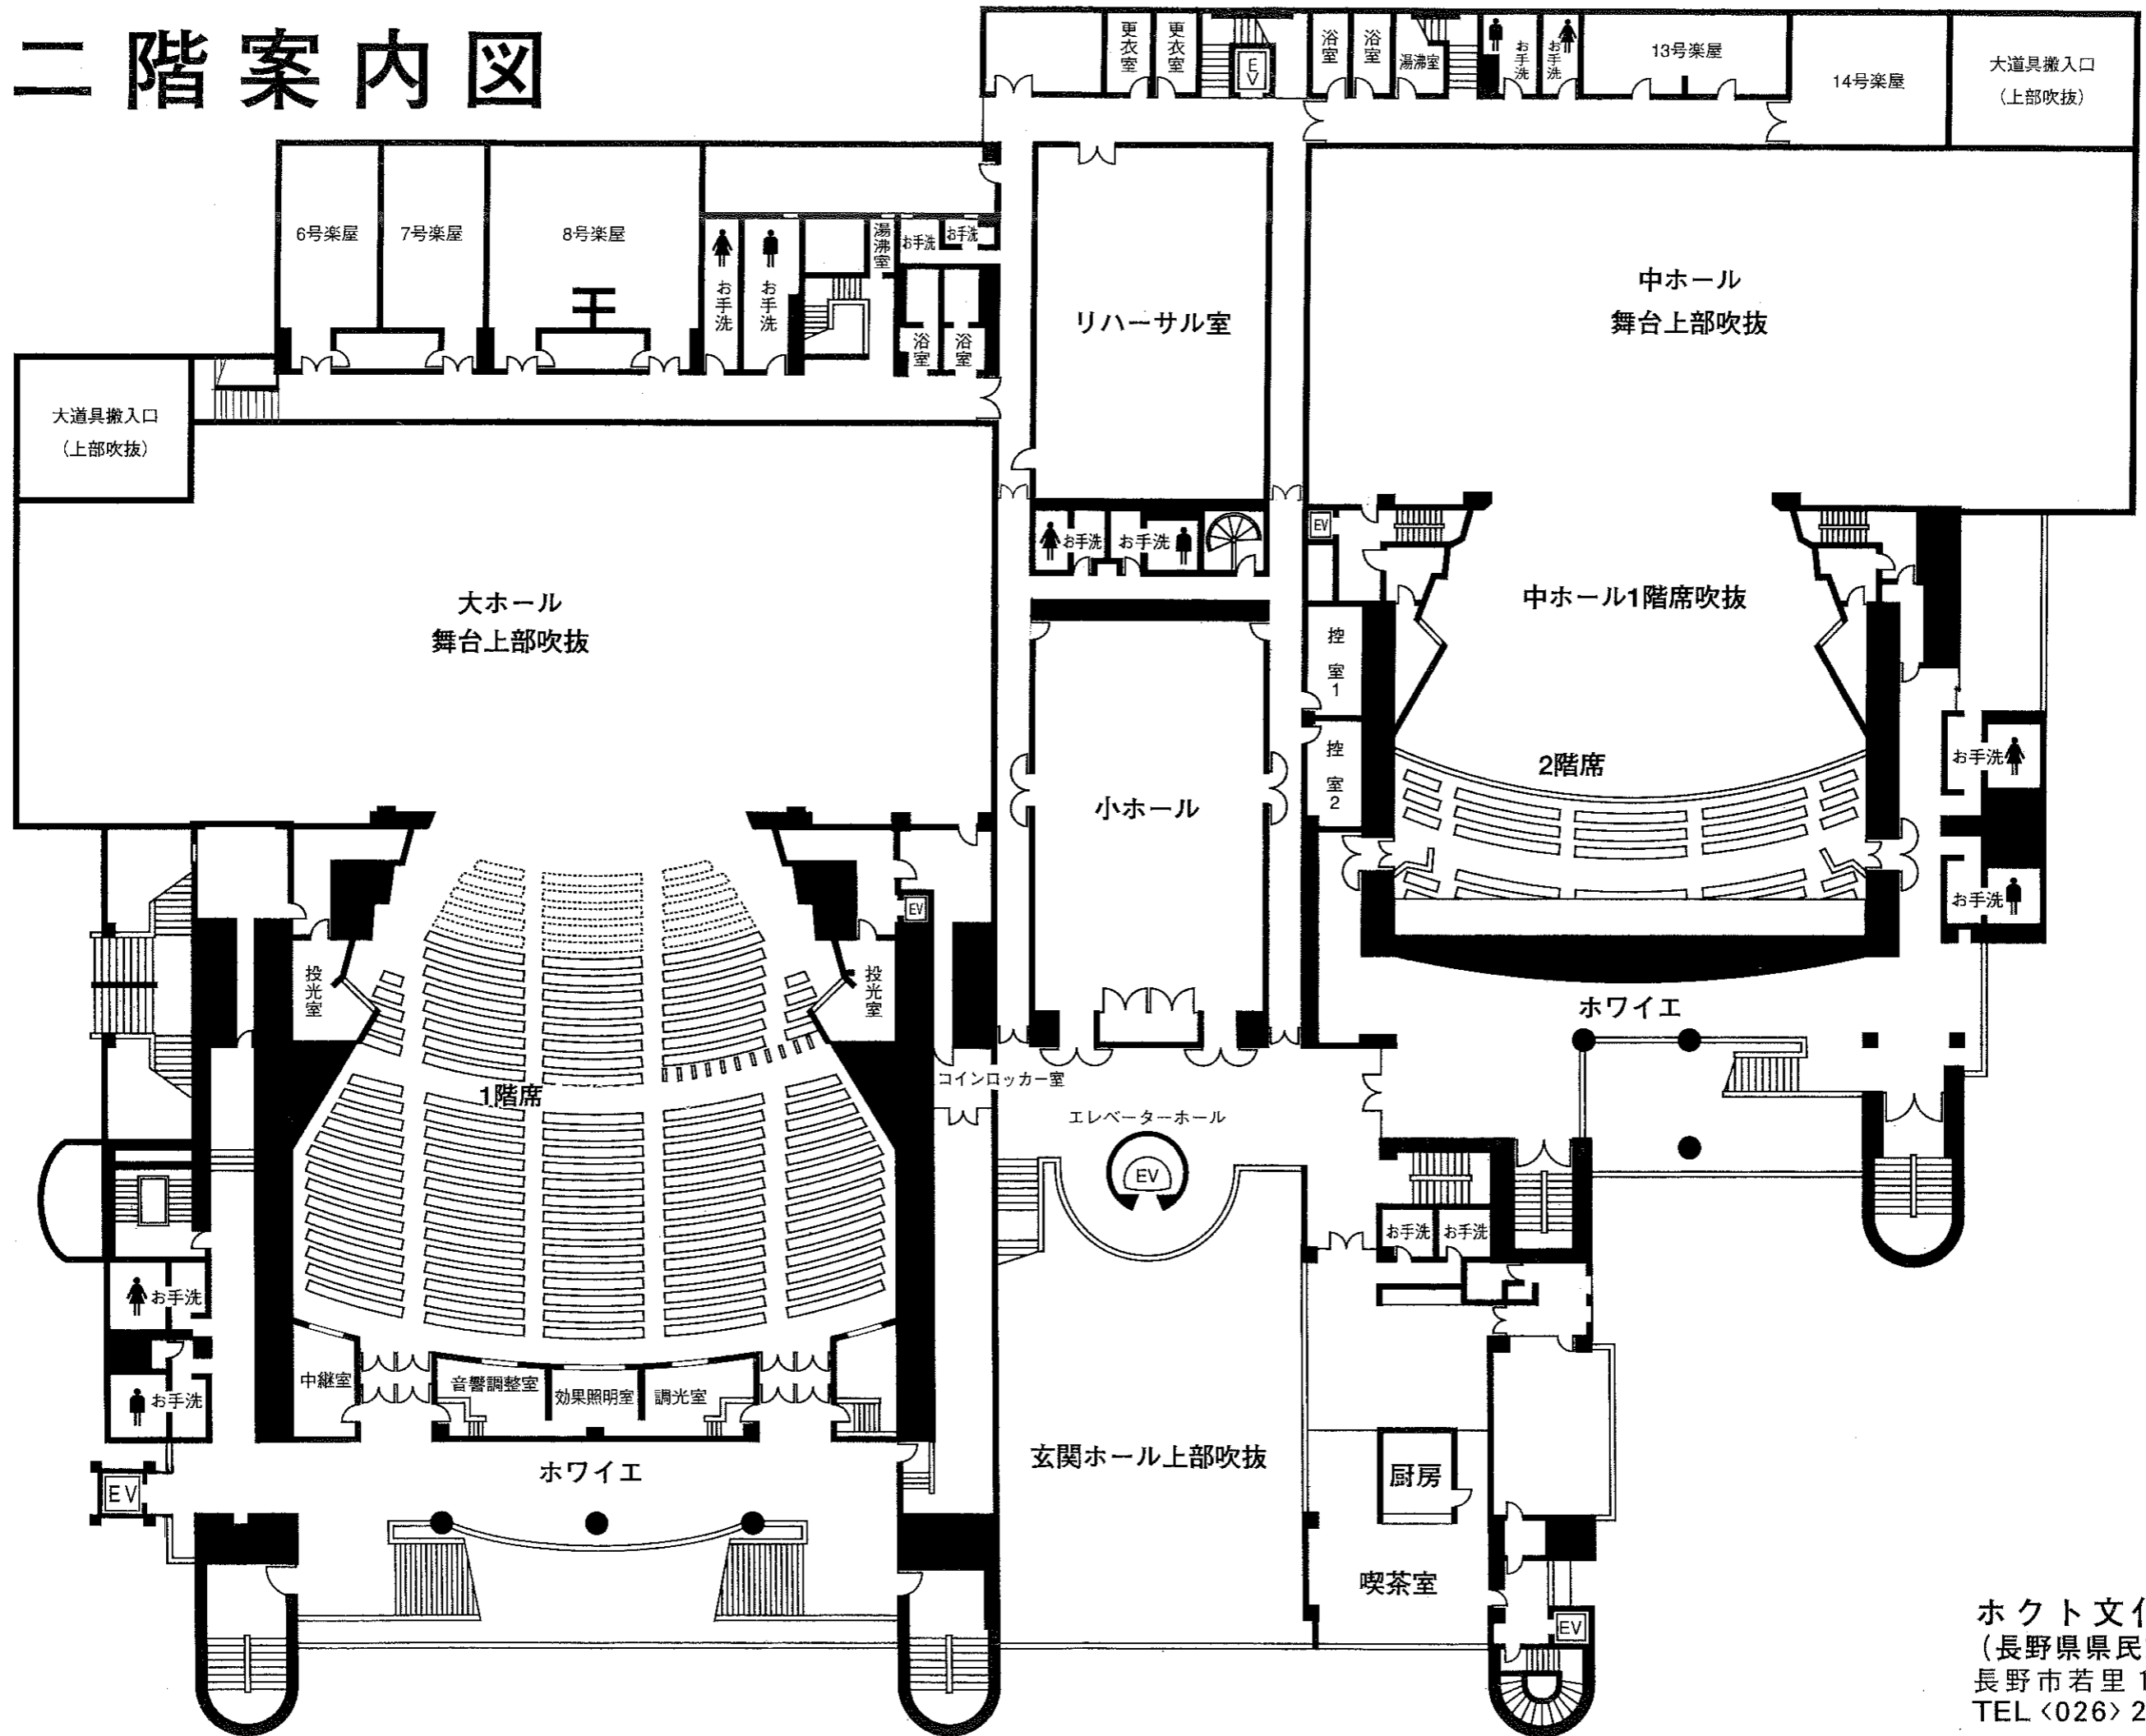 二階案内図
更衣室
更衣室
EV
浴室
浴室
湯沸室
お手洗
お手洗
13号楽屋
14号楽屋
大道具搬入口
(上部吹抜)
6号楽屋
7号楽屋
8号楽屋
お手洗
お手洗
湯沸室
お手洗
お手洗
浴室
浴室
リハーサル室
中ホール
舞台上部吹抜
大道具搬入口
(上部吹抜)
お手洗
お手洗
EV
大ホール
舞台上部吹抜
中ホール1階席吹抜
控室1
控室2
2階席
お手洗
お手洗
小ホール
EV
投光室
投光室
ホワイエ
1階席
コインロッカー室
エレベーターホール
EV
お手洗
お手洗
お手洗
お手洗
中継室
音響調整室
効果照明室
調光室
ホワイエ
EV
玄関ホール上部吹抜
厨房
喫茶室
EV
ホクト文
(長野県県民
長野市若里1
TEL<026>2